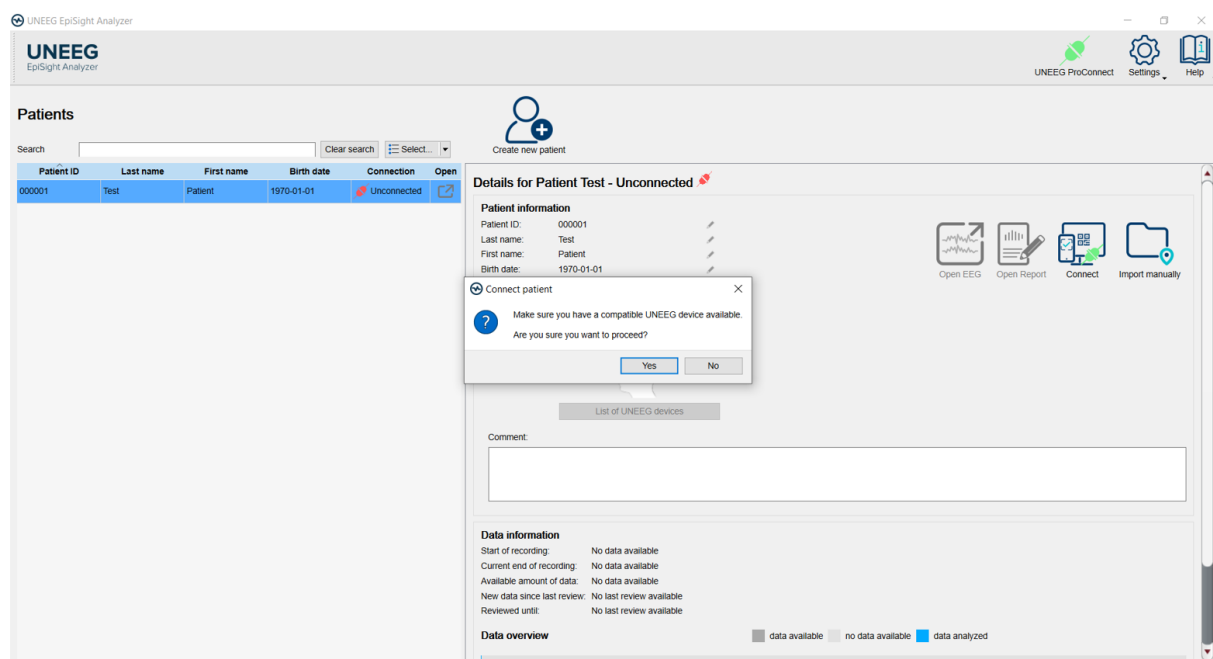 UNEEG EpiSight Analyzer
UNEEG
EpiSight Analyzer
UNEEG ProConnect
Settings
Help
Patients
Create new patient
Search
Clear search
Select...
Patient ID Last name First name Birth date Connection Open
000001 Test Patient 1970-01-01 Unconnected
Details for Patient Test - Unconnected
Patient information
Patient ID: 000001
Last name: Test
First name: Patient
Birth date: 1970-01-01
Open EEG
Open Report
Connect
Import manually
Connect patient
Make sure you have a compatible UNEEG device available.
Are you sure you want to proceed?
Yes
No
List of UNEEG devices
Comment:
Data information
Start of recording: No data available
Current end of recording: No data available
Available amount of data: No data available
New data since last review: No last review available
Reviewed until: No last review available
Data overview
data available
no data available
data analyzed